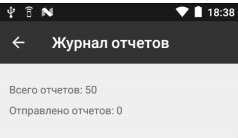 18:38
Журнал отчетов
Всего отчетов: 50
Отправлено отчетов: 0